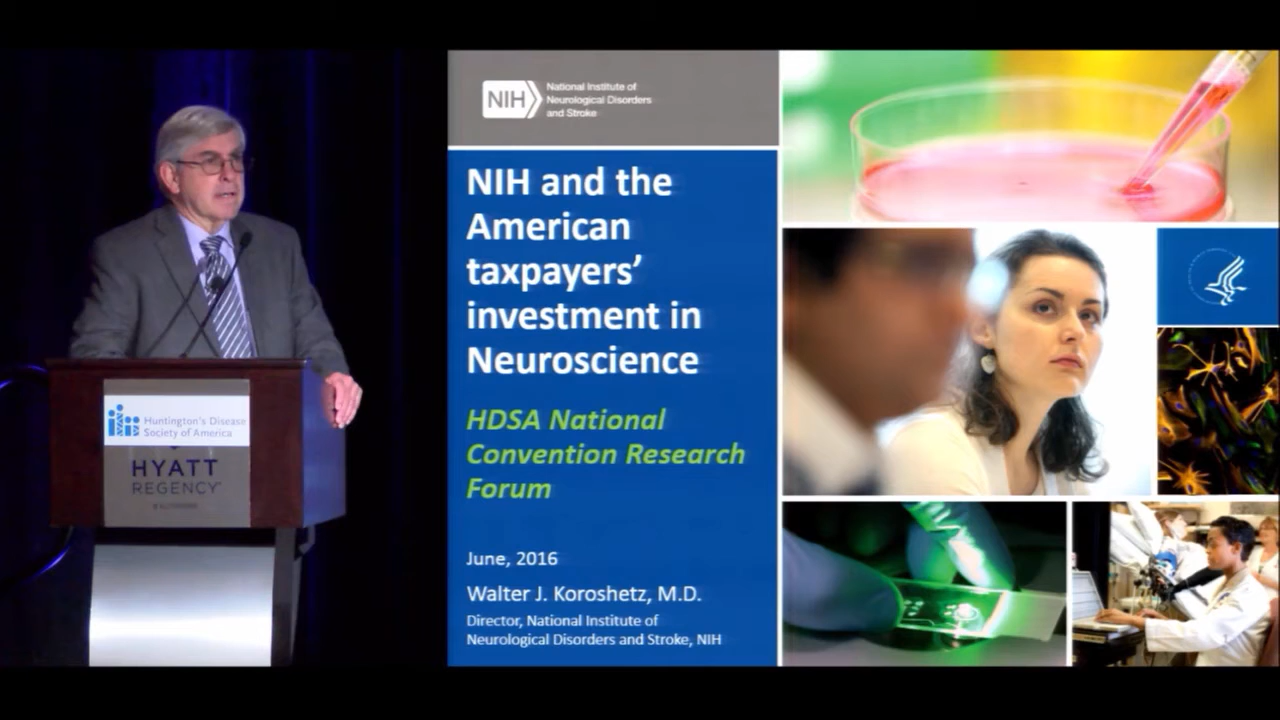 Huntington's Disease
Society of America
HYATT
REGENCY
NIH
National Institute of
Neurological Disorders
and Stroke
NIH and the
American
taxpayers'
investment in
Neuroscience
HDSA National
Convention Research
Forum
June, 2016
Walter J. Koroshetz, M.D.
Director, National Institute of
Neurological Disorders and Stroke, NIH